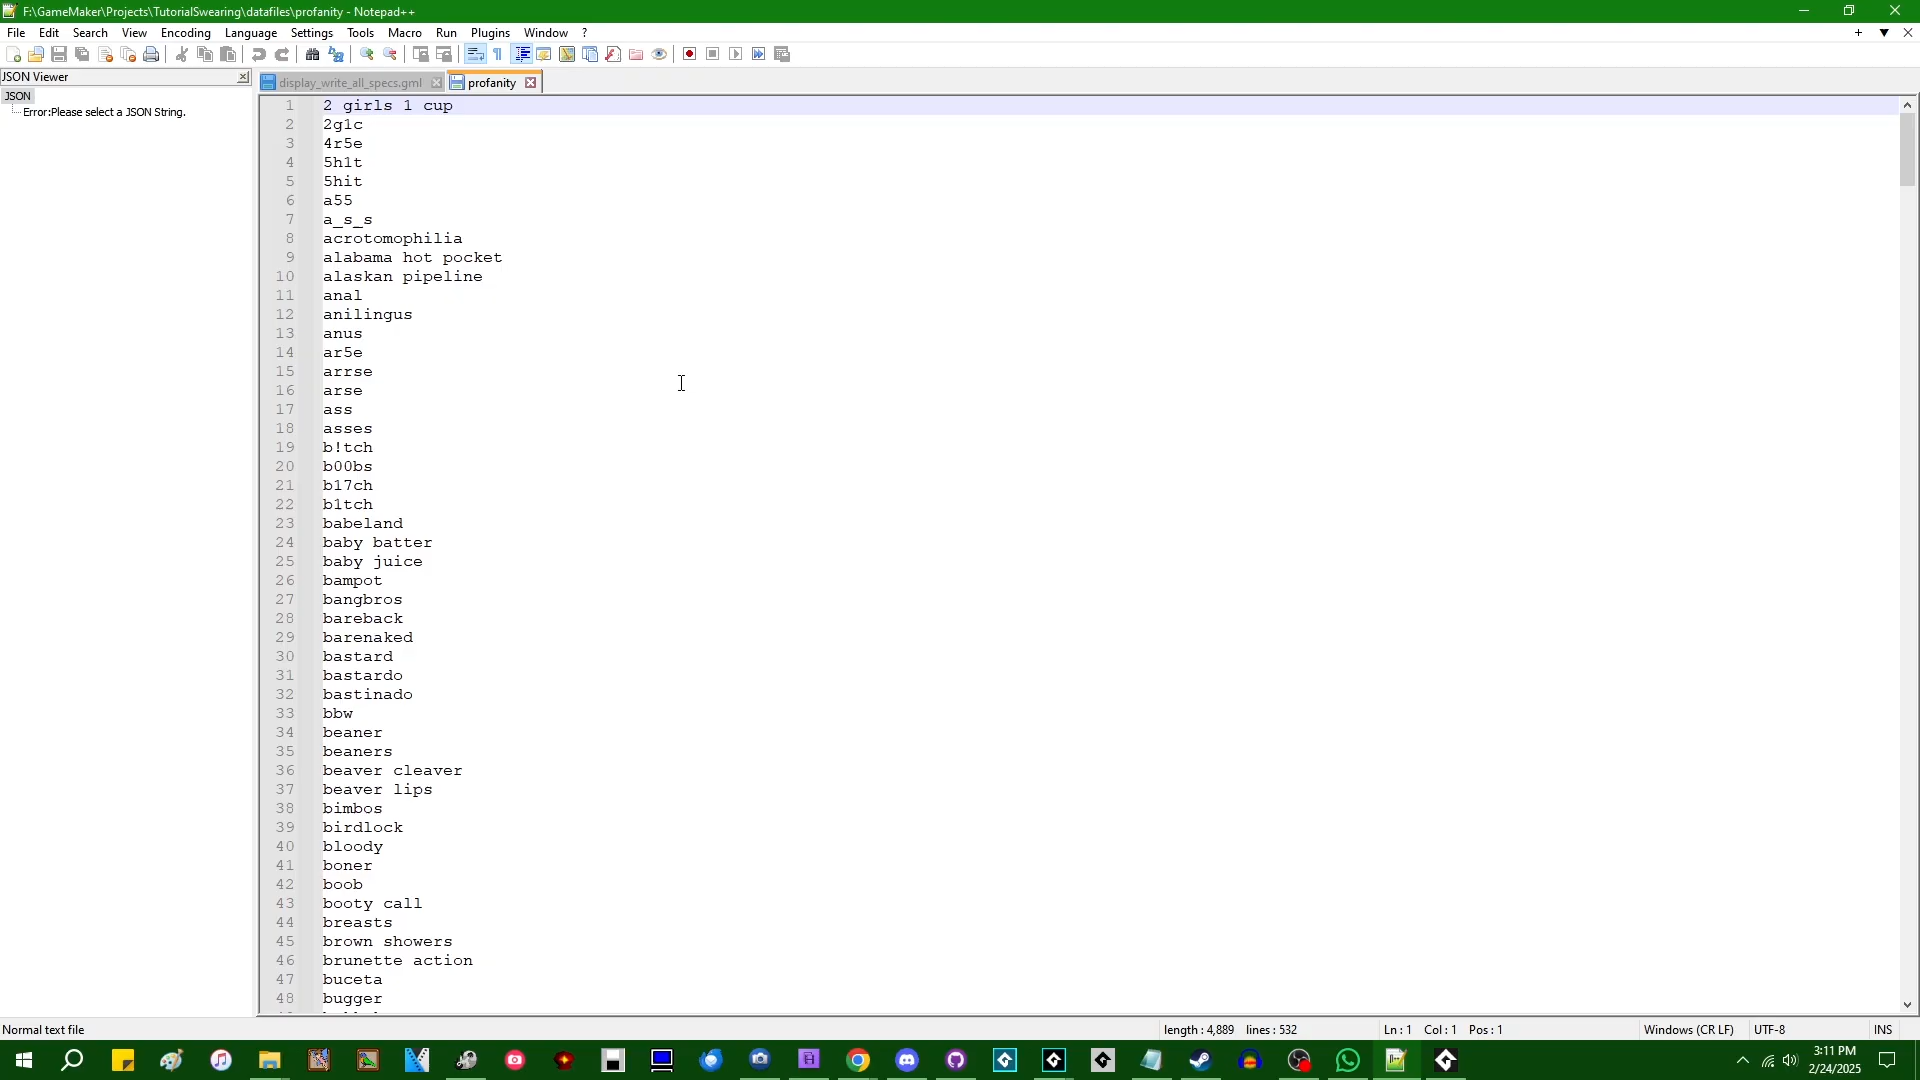 F:\GameMaker\Projects\TutorialSwearing\datafiles\profanity - Notepad++
File Edit Search View Encoding Language Settings Tools Macro Run Plugins Window ?
JSON Viewer
display_write_all_specs.gml profanity
JSON
Error:Please select a JSON String.
1 2 girls 1 cup
2 2g1c
3 4r5e
4 5h1t
5 5hit
6 a55
7 a_s_s
8 acrotomophilia
9 alabama hot pocket
10 alaskan pipeline
11 anal
12 anilingus
13 anus
14 ar5e
15 arrse
16 arse
17 ass
18 asses
19 b!tch
20 b00bs
21 b17ch
22 b1tch
23 babeland
24 baby batter
25 baby juice
26 bampot
27 bangbros
28 bareback
29 barenaked
30 bastard
31 bastardo
32 bastinado
33 bbw
34 beaner
35 beaners
36 beaver cleaver
37 beaver lips
38 bimbos
39 birdlock
40 bloody
41 boner
42 boob
43 booty call
44 breasts
45 brown showers
46 brunette action
47 buceta
48 bugger
Normal text file length : 4,889 lines : 532 Ln : 1 Col : 1 Pos : 1 Windows (CR LF) UTF-8 INS
3:11 PM
2/24/2025